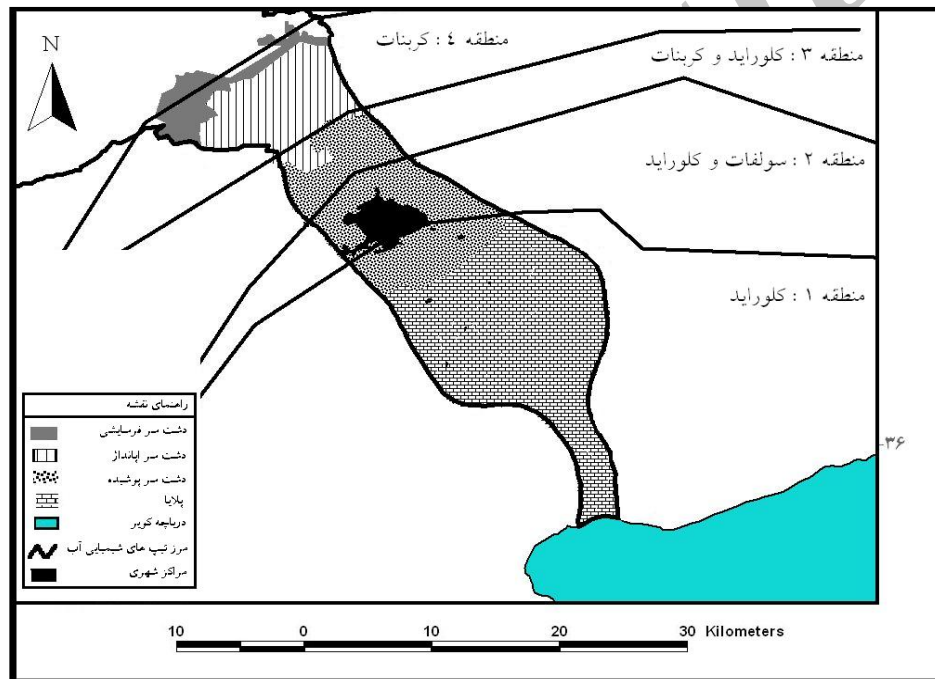 N
منطقه ٤ : کربنات
منطقه ۳ : کلوراید و کربنات
منطقه ۲ : سولفات و کلوراید
منطقه ۱ : کلوراید
راهنمای نقشه
دشت سر فرسایشی
دشت سر اپانداژ
دشت سر پوشیده
پلایا
دریاچه کویر
مرز تیپ های شیمیایی آب
مراکز شهری
-۳۶
10 0 10 20 30 Kilometers